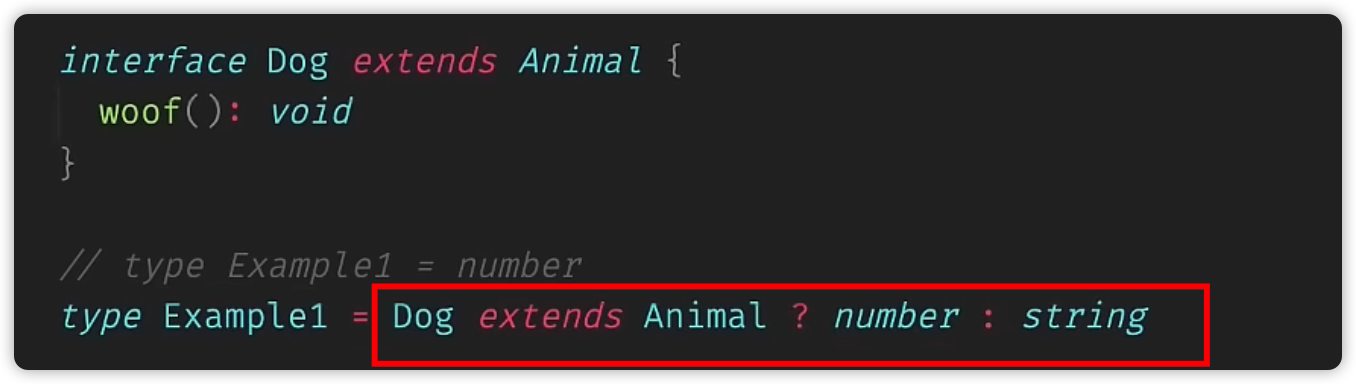 interface Dog extends Animal {
woof(): void
}
// type Example1 = number
type Example1 = Dog extends Animal ? number : string